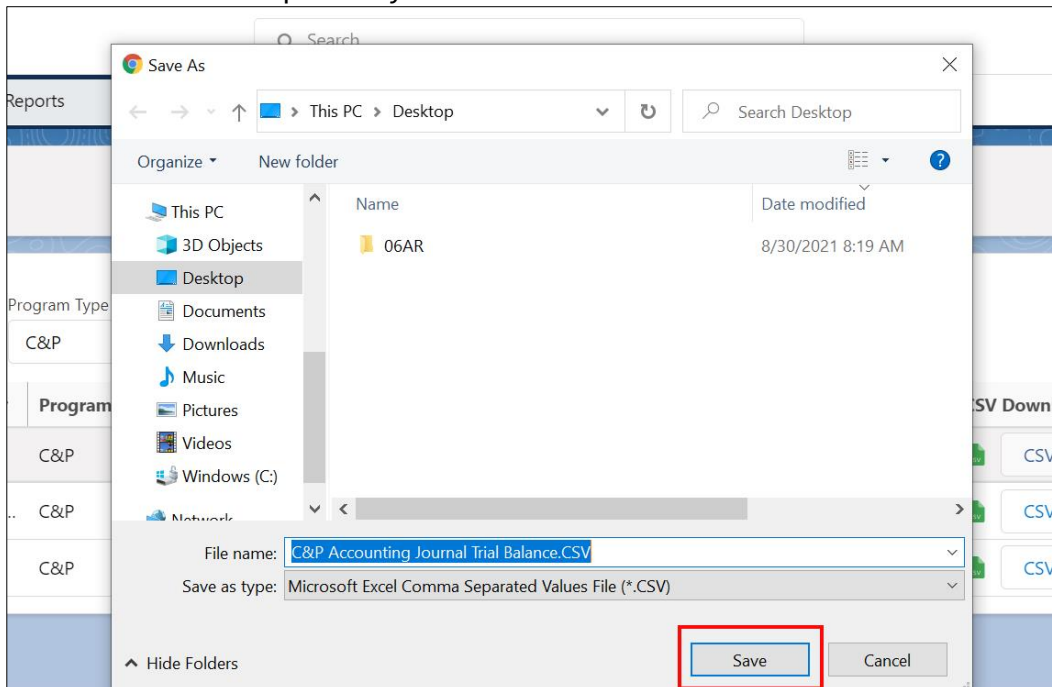 Search
Save As
Reports
This PC > Desktop
Search Desktop
Organize
New folder
This PC
Name
Date modified
3D Objects
06AR
8/30/2021 8:19 AM
Desktop
Program Type
Documents
C&P
Downloads
Music
Program
Pictures
SV Down
C&P
Videos
CSV
Windows (C:)
.. C&P
Network
CSV
File name: C&P Accounting Journal Trial Balance.CSV
C&P
CSV
Save as type: Microsoft Excel Comma Separated Values File (*.CSV)
Hide Folders
Save
Cancel